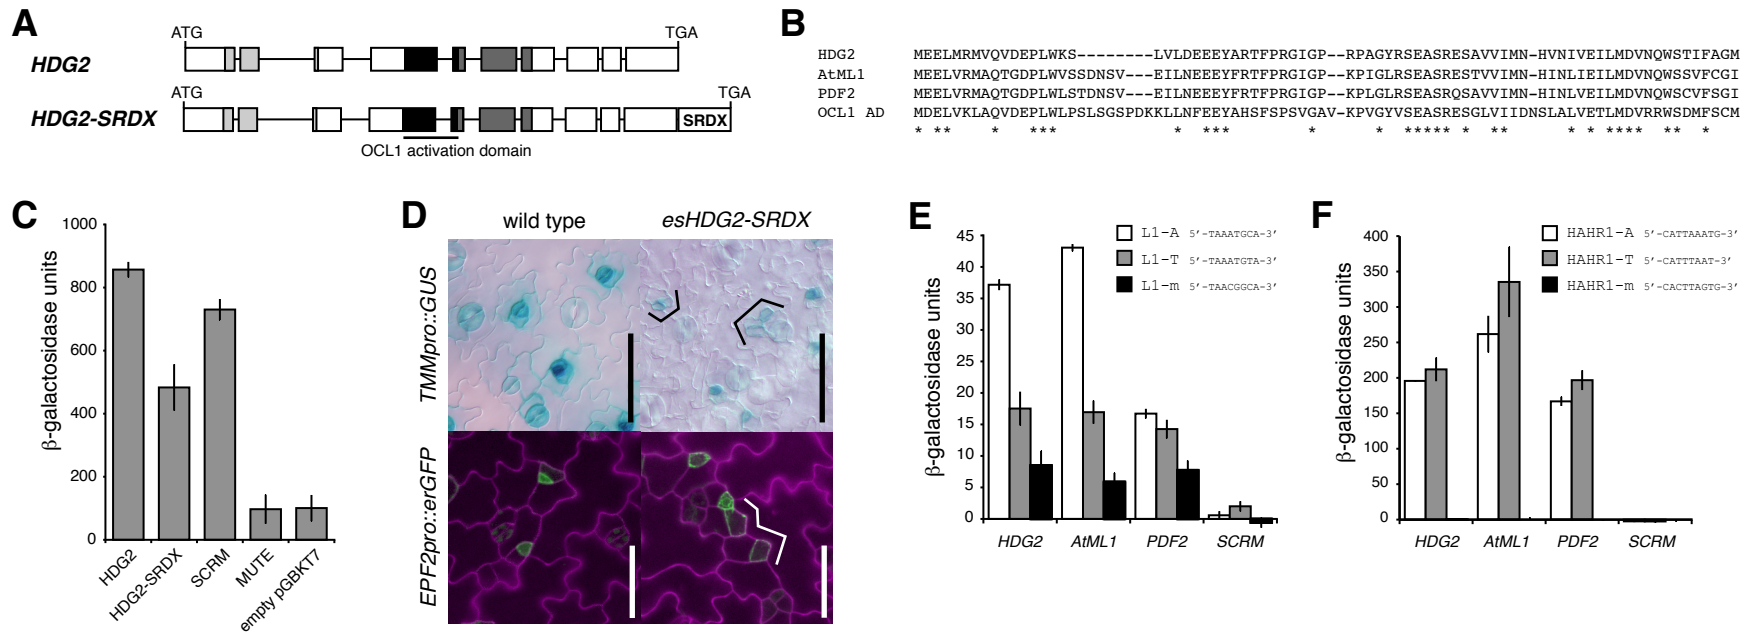 A
ATG
TGA
HDG2
ATG
TGA
HDG2-SRDX
SRDX
OCL1 activation domain
B
HDG2 MEELMRMVQVDEPLWKS--------LVLDEEEYARTFPRGIGP--RPAGYRSEASRESAVVIMN-HVNIVEILMDVNQWSTIFAGM
AtML1 MEELVRMAQTGDPLWVSSDNSV---EILNEEEYFRTFPRGIGP--KPIGLRSEASRESTVVIMN-HINLIEILMDVNQWSSVFCGI
PDF2 MEELVRMAQTGDPLWLSTDNSV---EILNEEEYFRTFPRGIGP--KPLGLRSEASRQSAVVIMN-HINLVEILMDVNQWSCVFSGI
OCL1 AD MDELVKLAQVDEPLWLPSLSGSPDKKLLNFEEYAHSFSPSVGAV-KPVGYVSEASRESGLVIIDNSLALVETLMDVRRWSDMFSCM
* ** * *** * *** * * ***** * ** * * **** ** *
C
β-galactosidase units
1000
800
600
400
200
0
HDG2
HDG2-SRDX
SCRM
MUTE
empty pGBKT7
D
wild type
esHDG2-SRDX
TMMpro::GUS
EPF2pro::erGFP
E
β-galactosidase units
45
40
35
30
25
20
15
10
5
0
L1-A 5'-TAAATGCA-3'
L1-T 5'-TAAATGTA-3'
L1-m 5'-TAACGGCA-3'
HDG2
AtML1
PDF2
SCRM
F
β-galactosidase units
400
350
300
250
200
150
100
50
0
HAHR1-A 5'-CATTAAATG-3'
HAHR1-T 5'-CATTTAAT-3'
HAHR1-m 5'-CACTTAGTG-3'
HDG2
AtML1
PDF2
SCRM